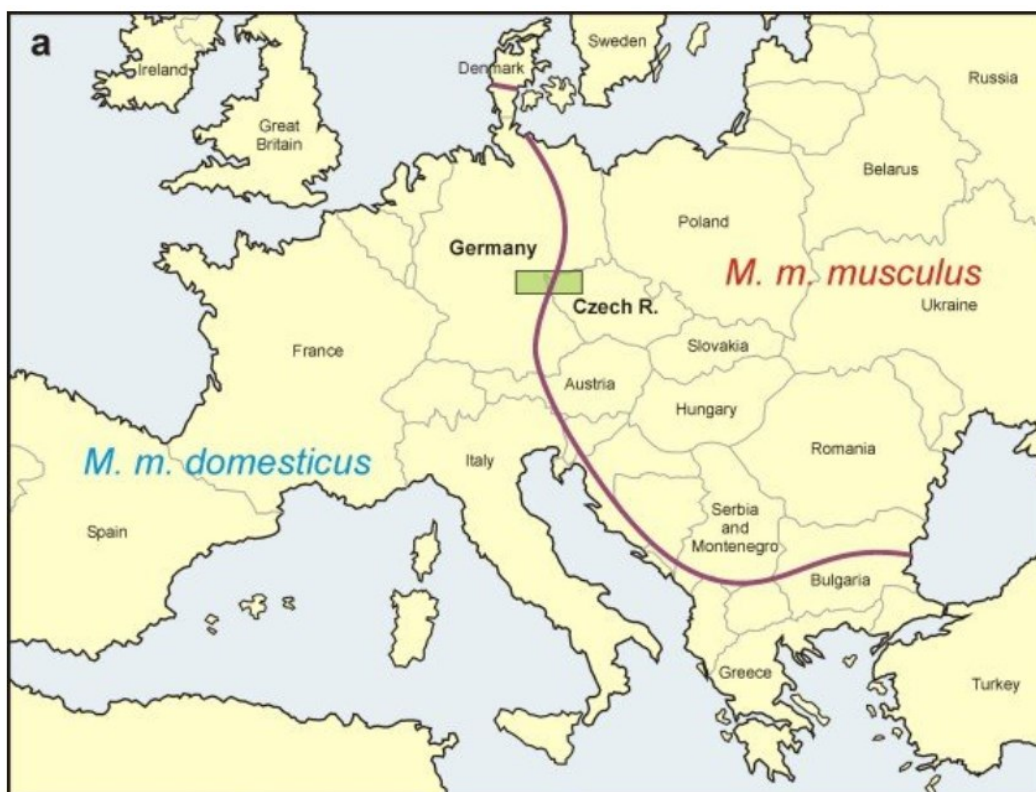 a
Sweden
Ireland
Denmark
Russia
Great
Britain
Belarus
Poland
Germany
M. m. musculus
Czech R.
Ukraine
Slovakia
France
Austria
Hungary
Romania
M. m. domesticus
Italy
Spain
Serbia
and
Montenegro
Bulgaria
Greece
Turkey